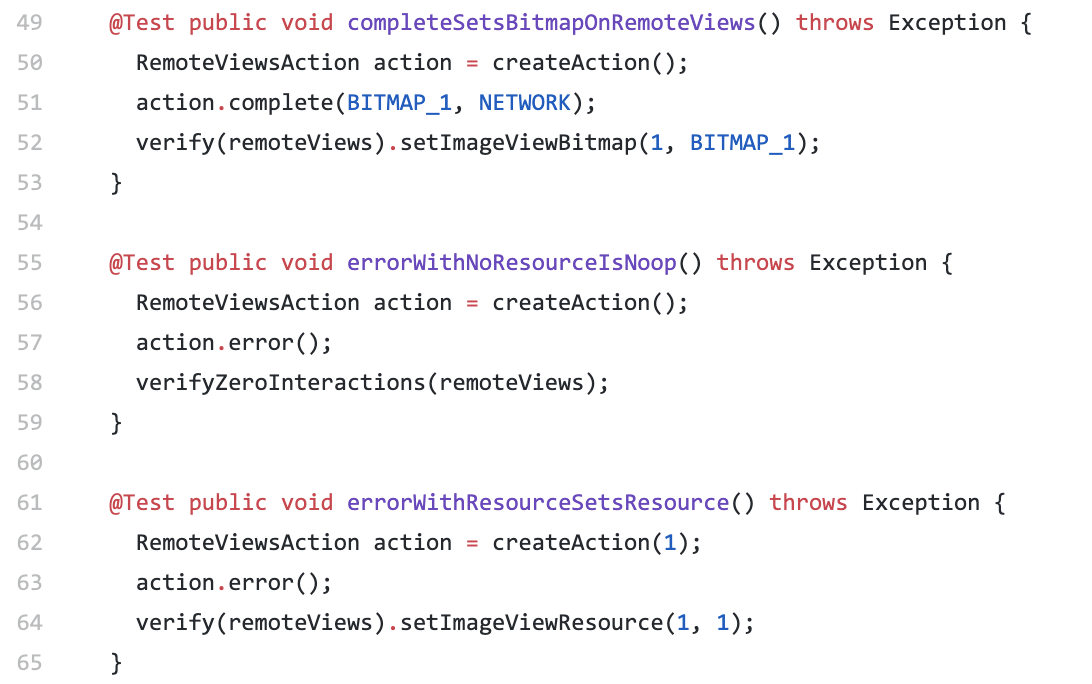 49 @Test public void completeSetsBitmapOnRemoteViews() throws Exception {
50 RemoteViewsAction action = createAction();
51 action.complete(BITMAP_1, NETWORK);
52 verify(remoteViews).setImageViewBitmap(1, BITMAP_1);
53 }
54
55 @Test public void errorWithNoResourceIsNoop() throws Exception {
56 RemoteViewsAction action = createAction();
57 action.error();
58 verifyZeroInteractions(remoteViews);
59 }
60
61 @Test public void errorWithResourceSetsResource() throws Exception {
62 RemoteViewsAction action = createAction(1);
63 action.error();
64 verify(remoteViews).setImageViewResource(1, 1);
65 }